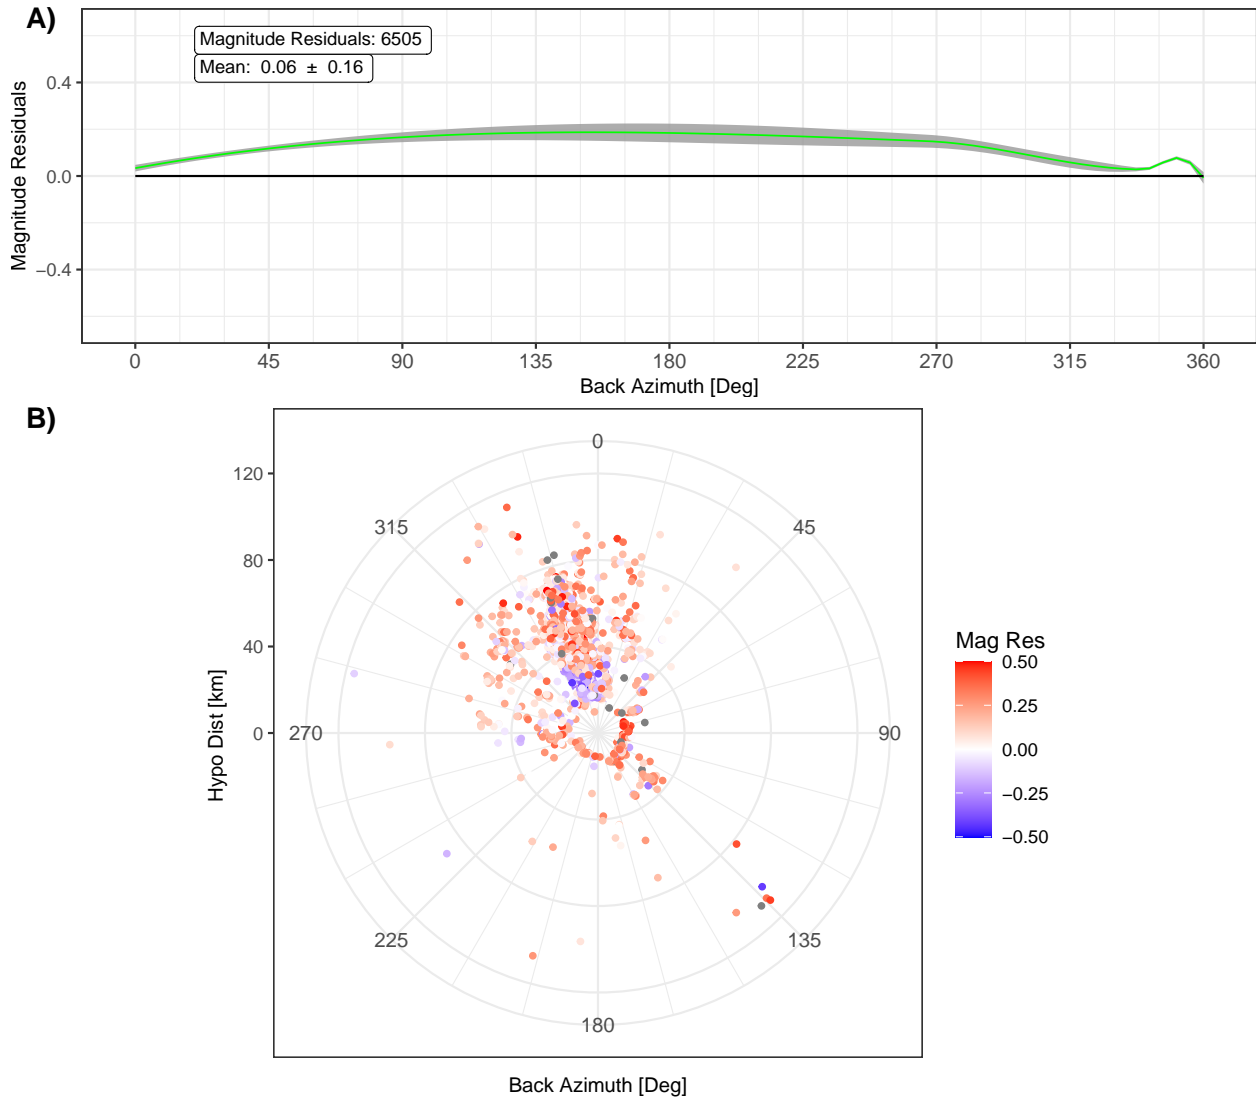 A)
Magnitude Residuals: 6505
Mean:  0.06  ±  0.16
0.4
0.0
−0.4
Magnitude Residuals
0 45 90 135 180 225 270 315 360
Back Azimuth [Deg]
B)
0
45
90
135
180
225
270
315
120
80
40
0
Hypo Dist [km]
Back Azimuth [Deg]
Mag Res
0.50
0.25
0.00
−0.25
−0.50